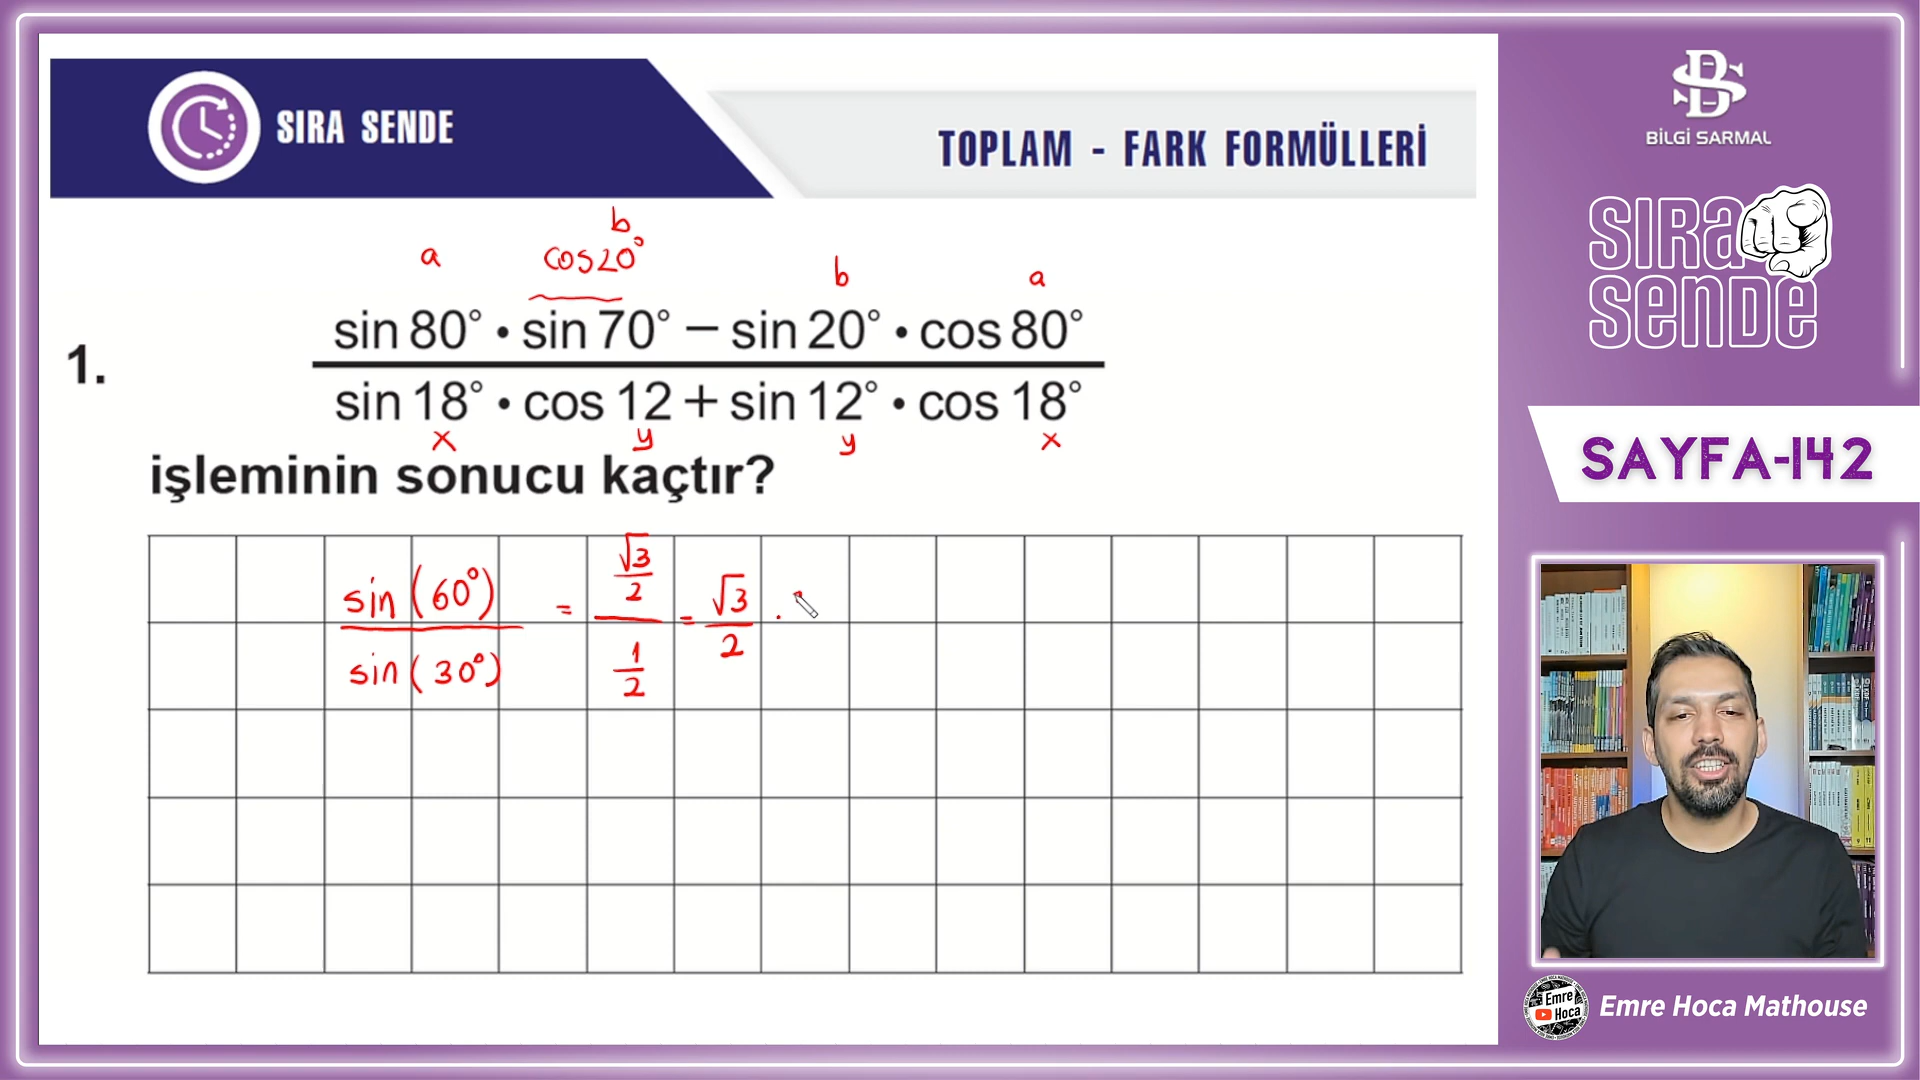 SIRA SENDE
TOPLAM - FARK FORMÜLLERİ
BİLGİ SARMAL
SIRA
SENDE
SAYFA-142
b
a cos20° b a
1.
sin 80° • sin 70° − sin 20° • cos 80°
sin 18° • cos 12 + sin 12° • cos 18°
x y y x
işleminin sonucu kaçtır?
sin(60°) / sin(30°) = (√3/2) / (1/2) = √3/2 .
Emre Hoca
Emre Hoca Mathouse